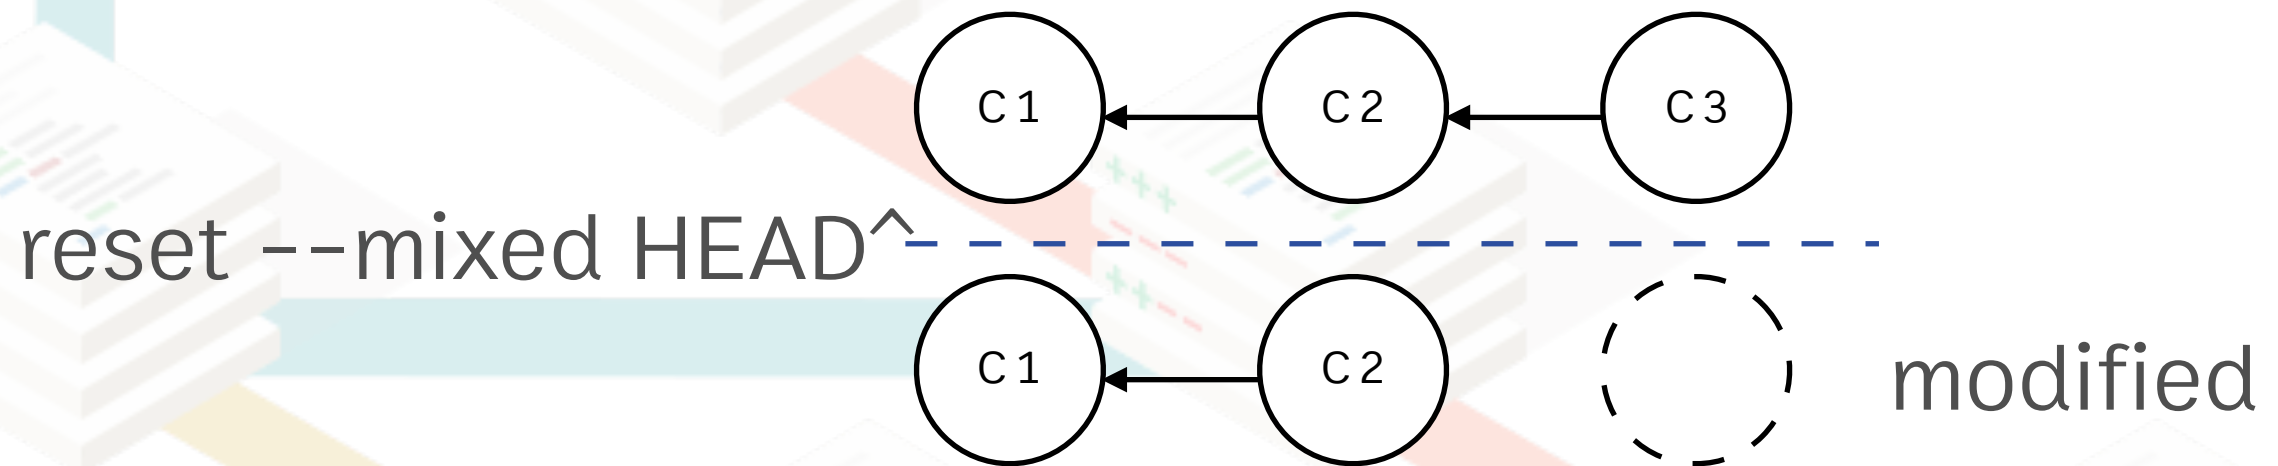 C1 C2 C3
reset --mixed HEAD^
C1 C2
modified